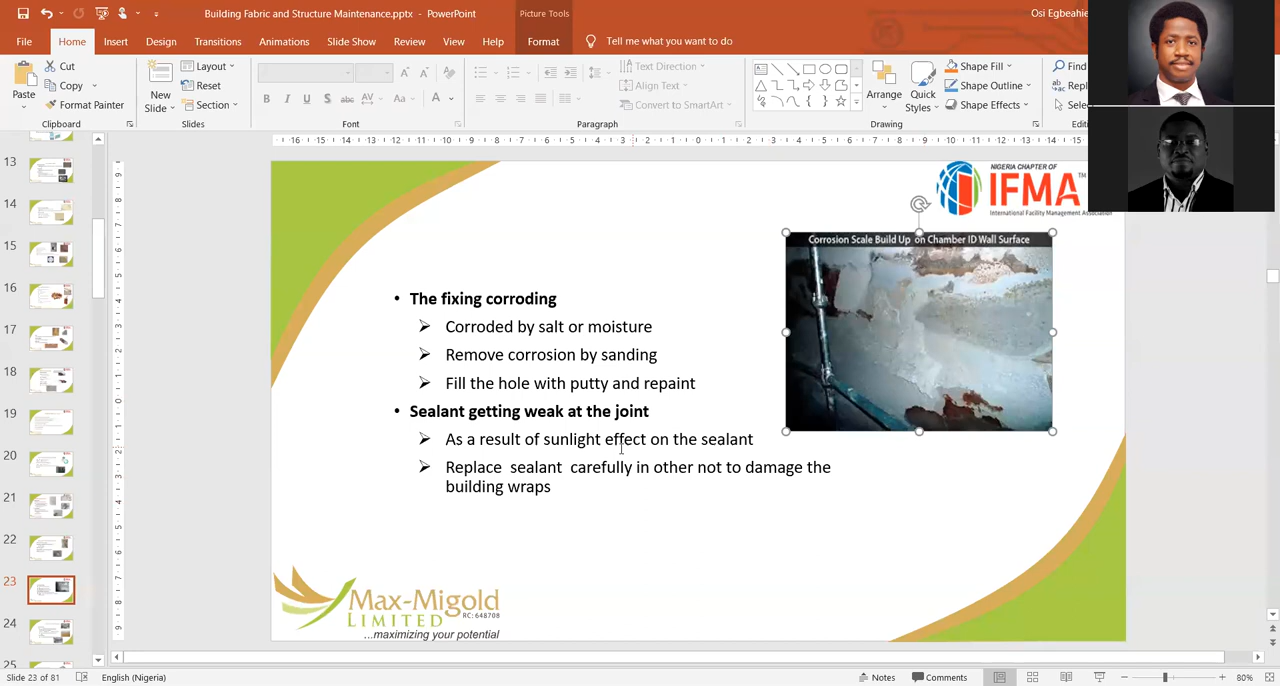 Building Fabric and Structure Maintenance.pptx - PowerPoint
Picture Tools
Osi Egbeahie
File Home Insert Design Transitions Animations Slide Show Review View Help Format Tell me what you want to do
Paste
Cut
Copy
Format Painter
Clipboard
New
Slide
Layout
Reset
Section
Slides
B I U S abc AV Aa A
Font
Text Direction
Align Text
Convert to SmartArt
Paragraph
Arrange
Quick
Styles
Shape Fill
Shape Outline
Shape Effects
Drawing
Find
Repl
Selec
Editi
13
14
15
16
17
18
19
20
21
22
23
24
25
NIGERIA CHAPTER OF
IFMA™
International Facility Management Association
Corrosion Scale Build Up on Chamber ID Wall Surface
• The fixing corroding
➢ Corroded by salt or moisture
➢ Remove corrosion by sanding
➢ Fill the hole with putty and repaint
• Sealant getting weak at the joint
➢ As a result of sunlight effect on the sealant
➢ Replace sealant carefully in other not to damage the
building wraps
Max-Migold
LIMITED RC: 648708
...maximizing your potential
Slide 23 of 81 English (Nigeria) Notes Comments 80%